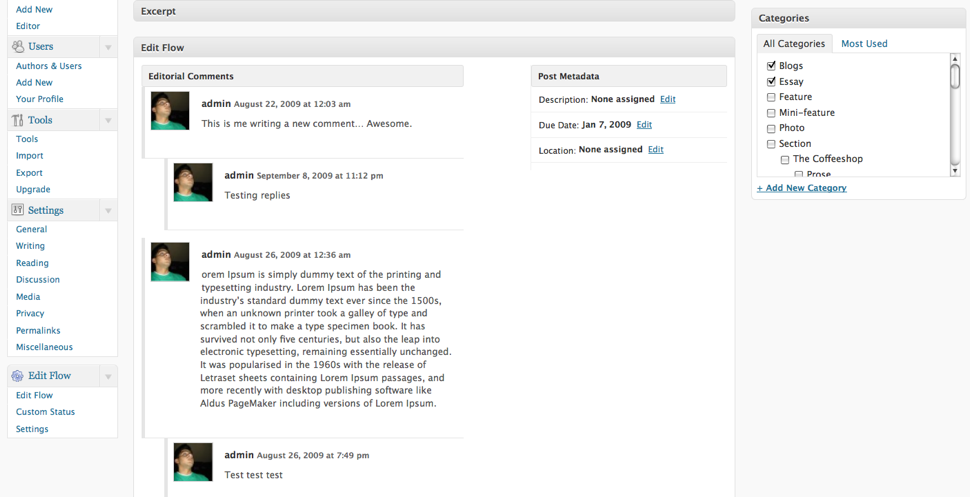 Add New
Editor
Users
Authors & Users
Add New
Your Profile
Tools
Tools
Import
Export
Upgrade
Settings
General
Writing
Reading
Discussion
Media
Privacy
Permalinks
Miscellaneous
Edit Flow
Edit Flow
Custom Status
Settings
Excerpt
Edit Flow
Editorial Comments
admin August 22, 2009 at 12:03 am
This is me writing a new comment... Awesome.
admin September 8, 2009 at 11:12 pm
Testing replies
admin August 26, 2009 at 12:36 am
orem Ipsum is simply dummy text of the printing and
typesetting industry. Lorem Ipsum has been the
industry's standard dummy text ever since the 1500s,
when an unknown printer took a galley of type and
scrambled it to make a type specimen book. It has
survived not only five centuries, but also the leap into
electronic typesetting, remaining essentially unchanged.
It was popularised in the 1960s with the release of
Letraset sheets containing Lorem Ipsum passages, and
more recently with desktop publishing software like
Aldus PageMaker including versions of Lorem Ipsum.
admin August 26, 2009 at 7:49 pm
Test test test
Post Metadata
Description: None assigned Edit
Due Date: Jan 7, 2009 Edit
Location: None assigned Edit
Categories
All Categories Most Used
Blogs
Essay
Feature
Mini-feature
Photo
Section
The Coffeeshop
Prose
+ Add New Category